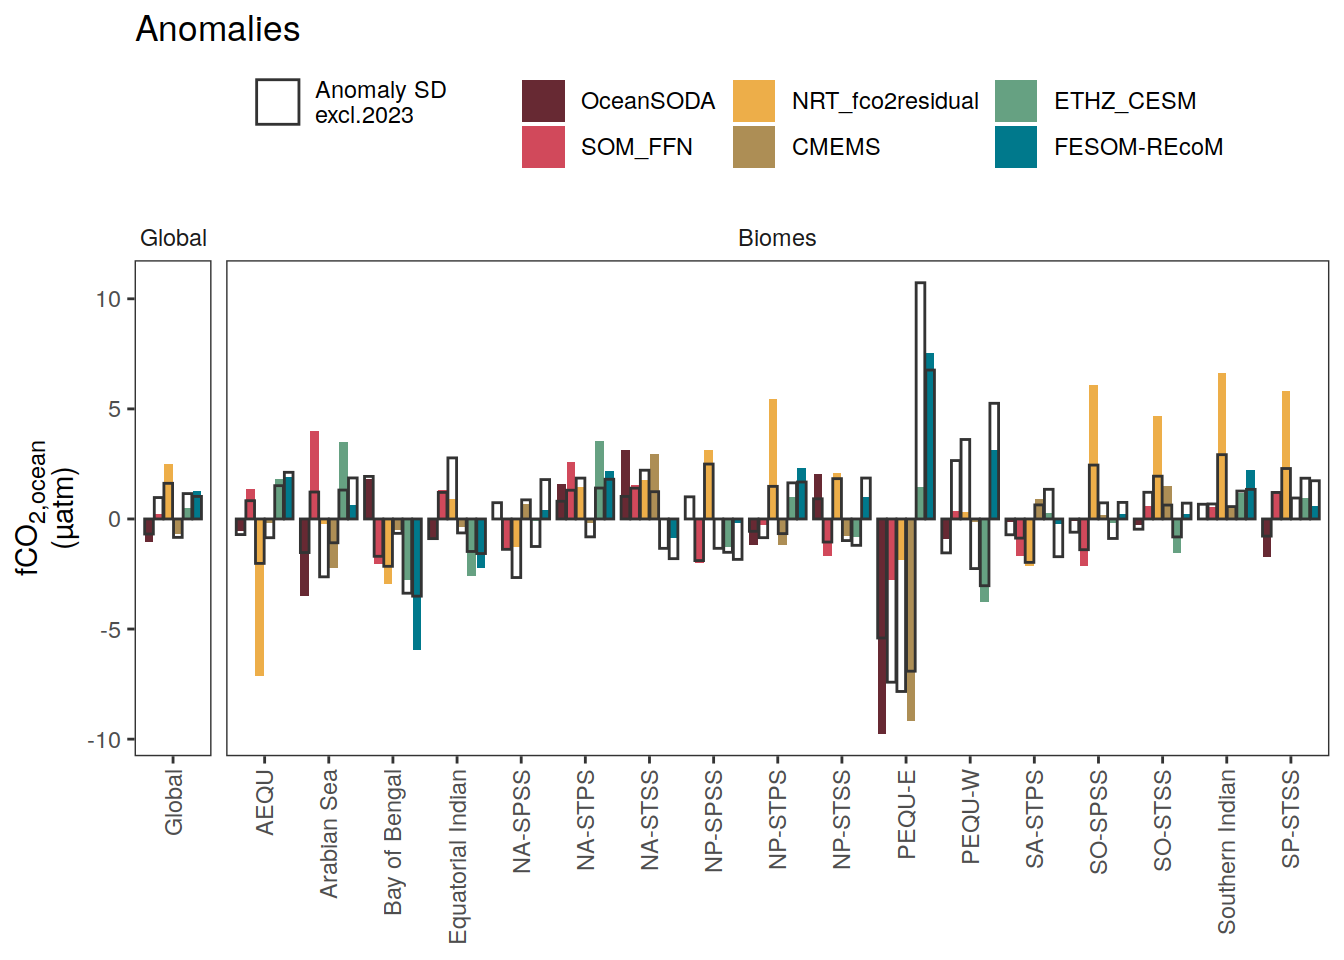 Anomalies
Anomaly SD
excl.2023
OceanSODA
NRT_fco2residual
ETHZ_CESM
SOM_FFN
CMEMS
FESOM-REcoM
Global
Biomes
fCO2,ocean
(µatm)
10
5
0
-5
-10
Global
AEQU
Arabian Sea
Bay of Bengal
Equatorial Indian
NA-SPSS
NA-STPS
NA-STSS
NP-SPSS
NP-STPS
NP-STSS
PEQU-E
PEQU-W
SA-STPS
SO-SPSS
SO-STSS
Southern Indian
SP-STSS